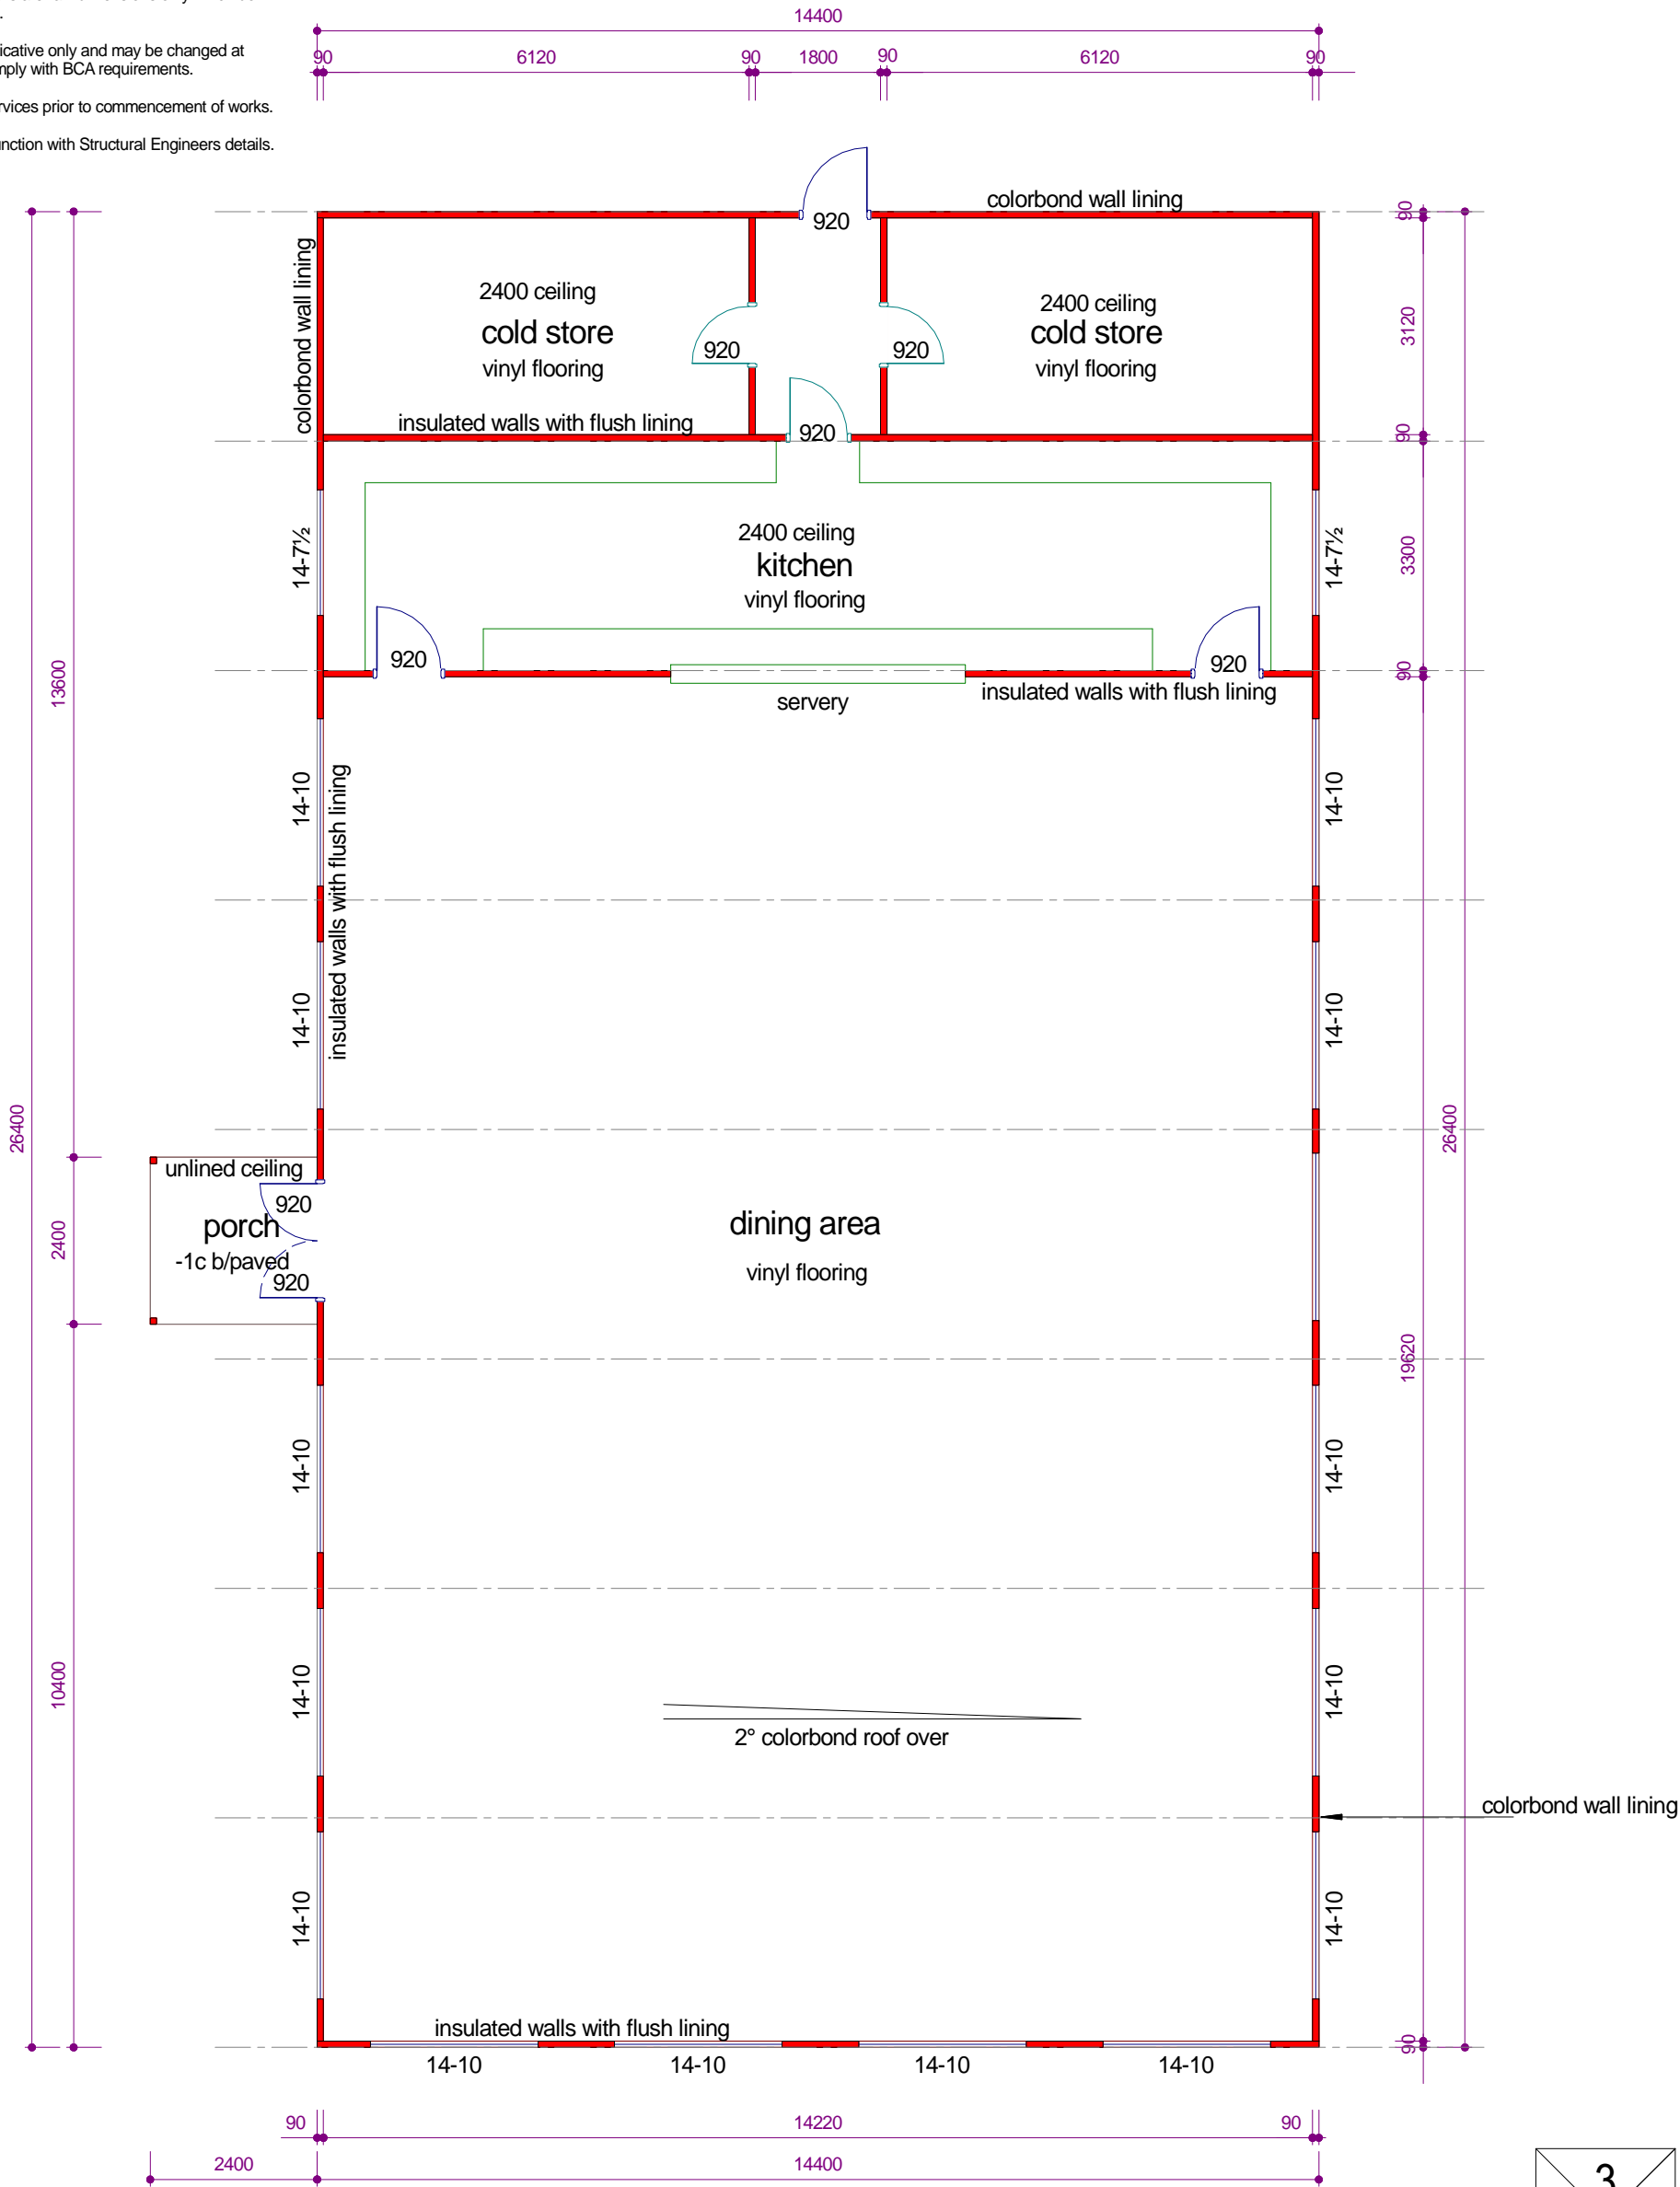 icative only and may be changed at
mply with BCA requirements.
rvices prior to commencement of works.
unction with Structural Engineers details.
14400
90 6120 90 1800 90 6120 90
920
colorbond wall lining
colorbond wall lining
2400 ceiling
cold store
vinyl flooring
920
920
2400 ceiling
cold store
vinyl flooring
insulated walls with flush lining
920
90
3120
90
3300
90
19620
90
26400
26400
13600
2400
10400
14-7½
2400 ceiling
kitchen
vinyl flooring
14-7½
920
920
servery
insulated walls with flush lining
14-10
insulated walls with flush lining
14-10
14-10
14-10
unlined ceiling
920
porch
-1c b/paved
920
dining area
vinyl flooring
14-10
14-10
14-10
14-10
2° colorbond roof over
colorbond wall lining
14-10
14-10
insulated walls with flush lining
14-10 14-10 14-10 14-10
90 14220 90
2400 14400
3